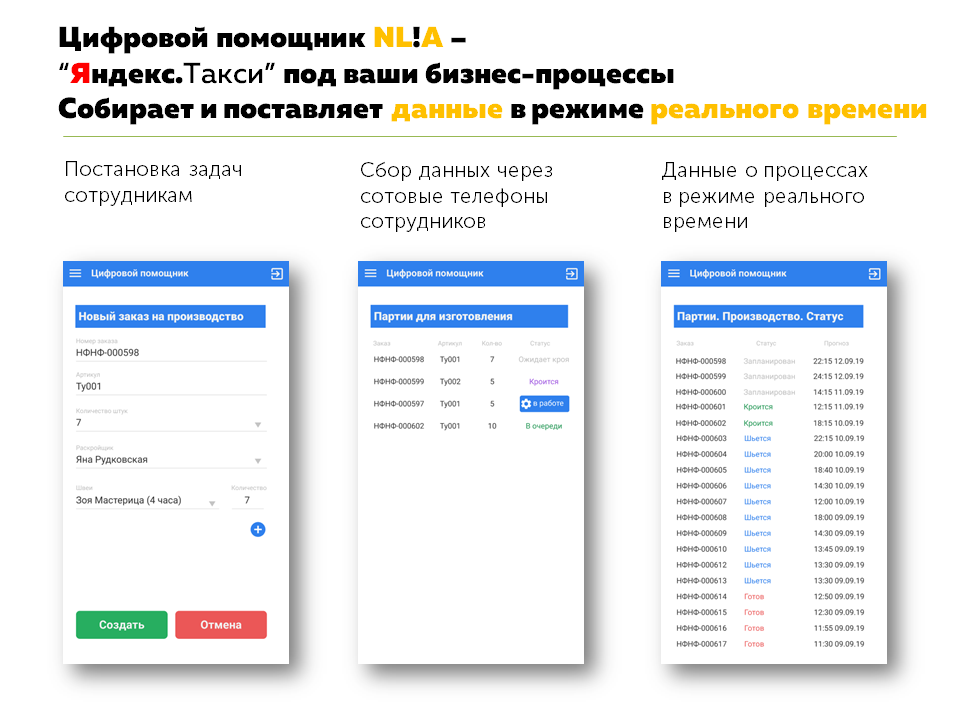 Цифровой помощник NL!A –
“Яндекс.Такси” под ваши бизнес-процессы
Собирает и поставляет данные в режиме реального времени
Постановка задач
сотрудникам
Сбор данных через
сотовые телефоны
сотрудников
Данные о процессах
в режиме реального
времени
Цифровой помощник
Новый заказ на производство
Номер заказа
НФНФ-000598
Артикул
Ту001
Количество штук
7
Раскройщик
Яна Рудковская
Швеи Количество
Зоя Мастерица (4 часа) 7
Создать Отмена
Цифровой помощник
Партии для изготовления
Заказ Артикул Кол-во Статус
НФНФ-000598 Ту001 7 Ожидает кроя
НФНФ-000599 Ту002 5 Кроится
НФНФ-000597 Ту001 5 в работе
НФНФ-000602 Ту001 10 В очереди
Цифровой помощник
Партии. Производство. Статус
Заказ Статус Прогноз
НФНФ-000598 Запланирован 22:15 12.09.19
НФНФ-000599 Запланирован 24:15 12.09.19
НФНФ-000600 Запланирован 14:15 11.09.19
НФНФ-000601 Кроится 12:15 11.09.19
НФНФ-000602 Кроится 18:15 10.09.19
НФНФ-000603 Шьется 22:15 10.09.19
НФНФ-000604 Шьется 20:00 10.09.19
НФНФ-000605 Шьется 18:40 10.09.19
НФНФ-000606 Шьется 14:30 10.09.19
НФНФ-000607 Шьется 12:00 10.09.19
НФНФ-000608 Шьется 18:00 09.09.19
НФНФ-000609 Шьется 14:30 09.09.19
НФНФ-000610 Шьется 13:45 09.09.19
НФНФ-000612 Шьется 13:30 09.09.19
НФНФ-000613 Шьется 13:30 09.09.19
НФНФ-000614 Готов 12:50 09.09.19
НФНФ-000615 Готов 12:30 09.09.19
НФНФ-000616 Готов 11:55 09.09.19
НФНФ-000617 Готов 11:30 09.09.19